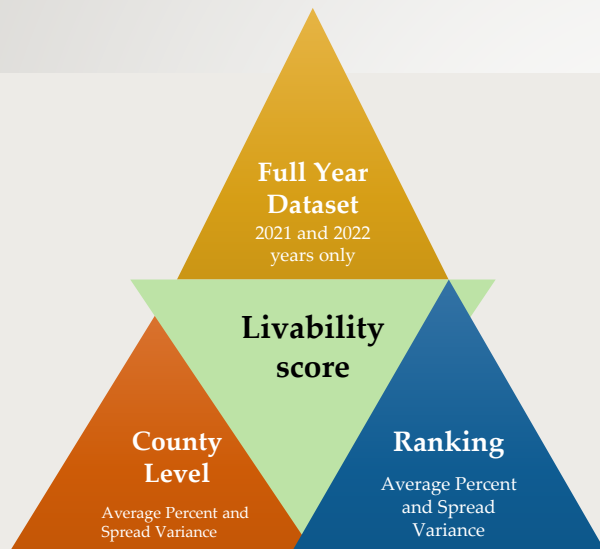 Full Year
Dataset
2021 and 2022
years only
Livability
score
County
Level
Average Percent and
Spread Variance
Ranking
Average Percent
and Spread
Variance